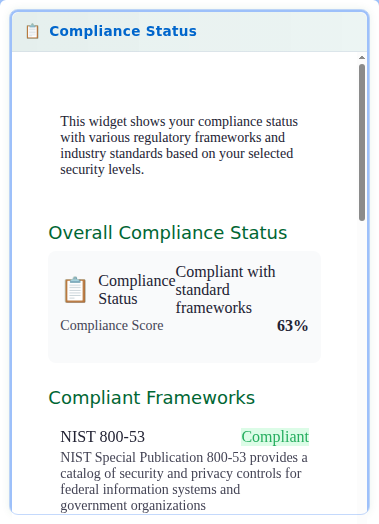 Compliance Status
This widget shows your compliance status
with various regulatory frameworks and
industry standards based on your selected
security levels.
Overall Compliance Status
Compliance
Status
Compliant with
standard
frameworks
Compliance Score 63%
Compliant Frameworks
NIST 800-53 Compliant
NIST Special Publication 800-53 provides a
catalog of security and privacy controls for
federal information systems and
government organizations